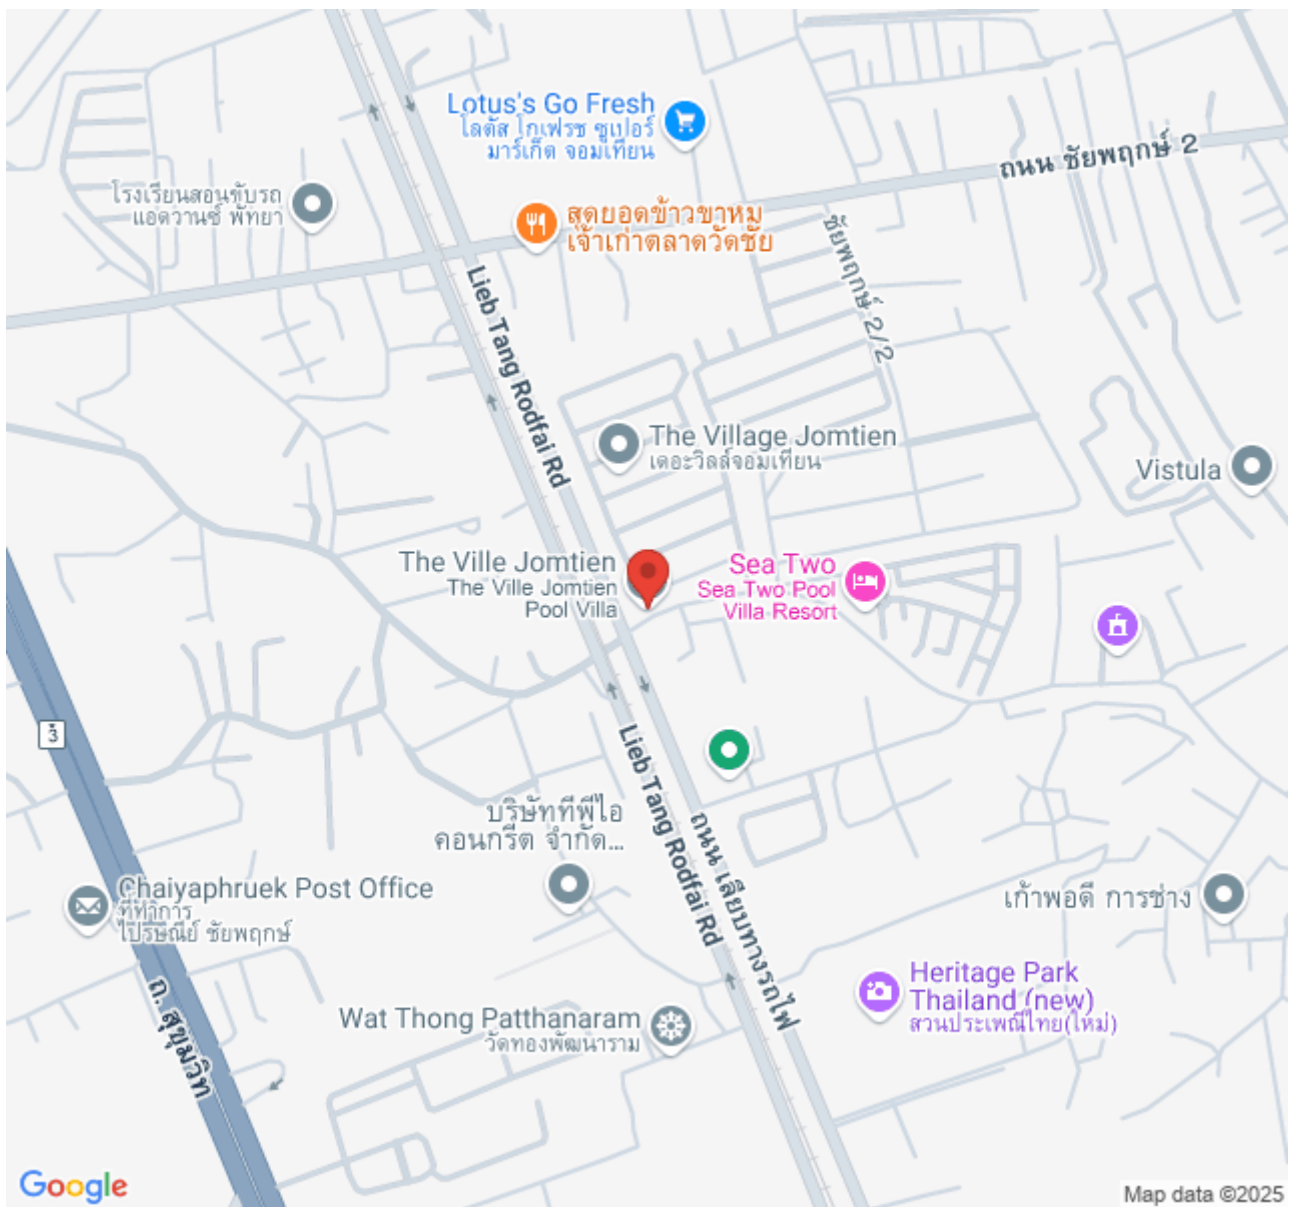 Lotus's Go Fresh
โลตัส โกเฟรช ซูเปอร์
มาร์เก็ต จอมเทียน
ถนน ชัยพฤกษ์ 2
โรงเรียนสอนขับรถ
แอดวานซ์ พัทยา
สุดยอดข้าวขาหมู
เจ้าเก่าตลาดวัดชัย
ชัยพฤกษ์ 2/2
Lieb Tang Rodfai Rd
The Village Jomtien
เดอะวิลล์จอมเทียน
Vistula
The Ville Jomtien
The Ville Jomtien
Pool Villa
Sea Two
Sea Two Pool
Villa Resort
3
Lieb Tang Rodfai Rd
บริษัททีพีไอ
คอนกรีต จำกัด...
ถนน เลียบทางรถไฟ
Chaiyaphruek Post Office
ที่ทำการ
ไปรษณีย์ ชัยพฤกษ์
เก้าพอดี การช่าง
ถ. สุขุมวิท
Heritage Park
Thailand (new)
สวนประเพณีไทย(ใหม่)
Wat Thong Patthanaram
วัดทองพัฒนาราม
Google
Map data ©2025